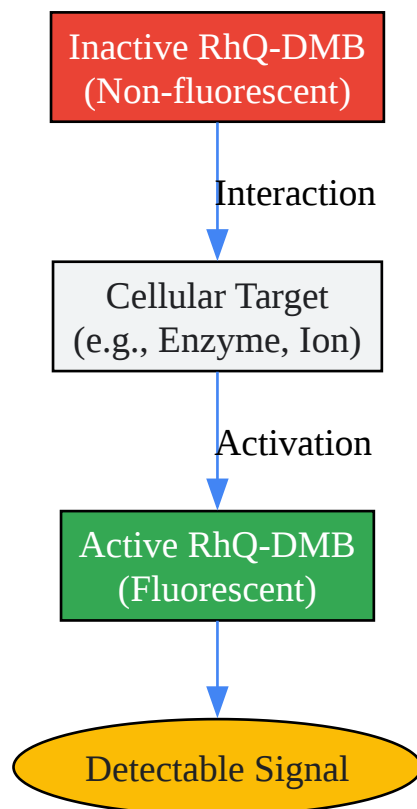 Inactive RhQ-DMB
(Non-fluorescent)
Interaction
Cellular Target
(e.g., Enzyme, Ion)
Activation
Active RhQ-DMB
(Fluorescent)
Detectable Signal